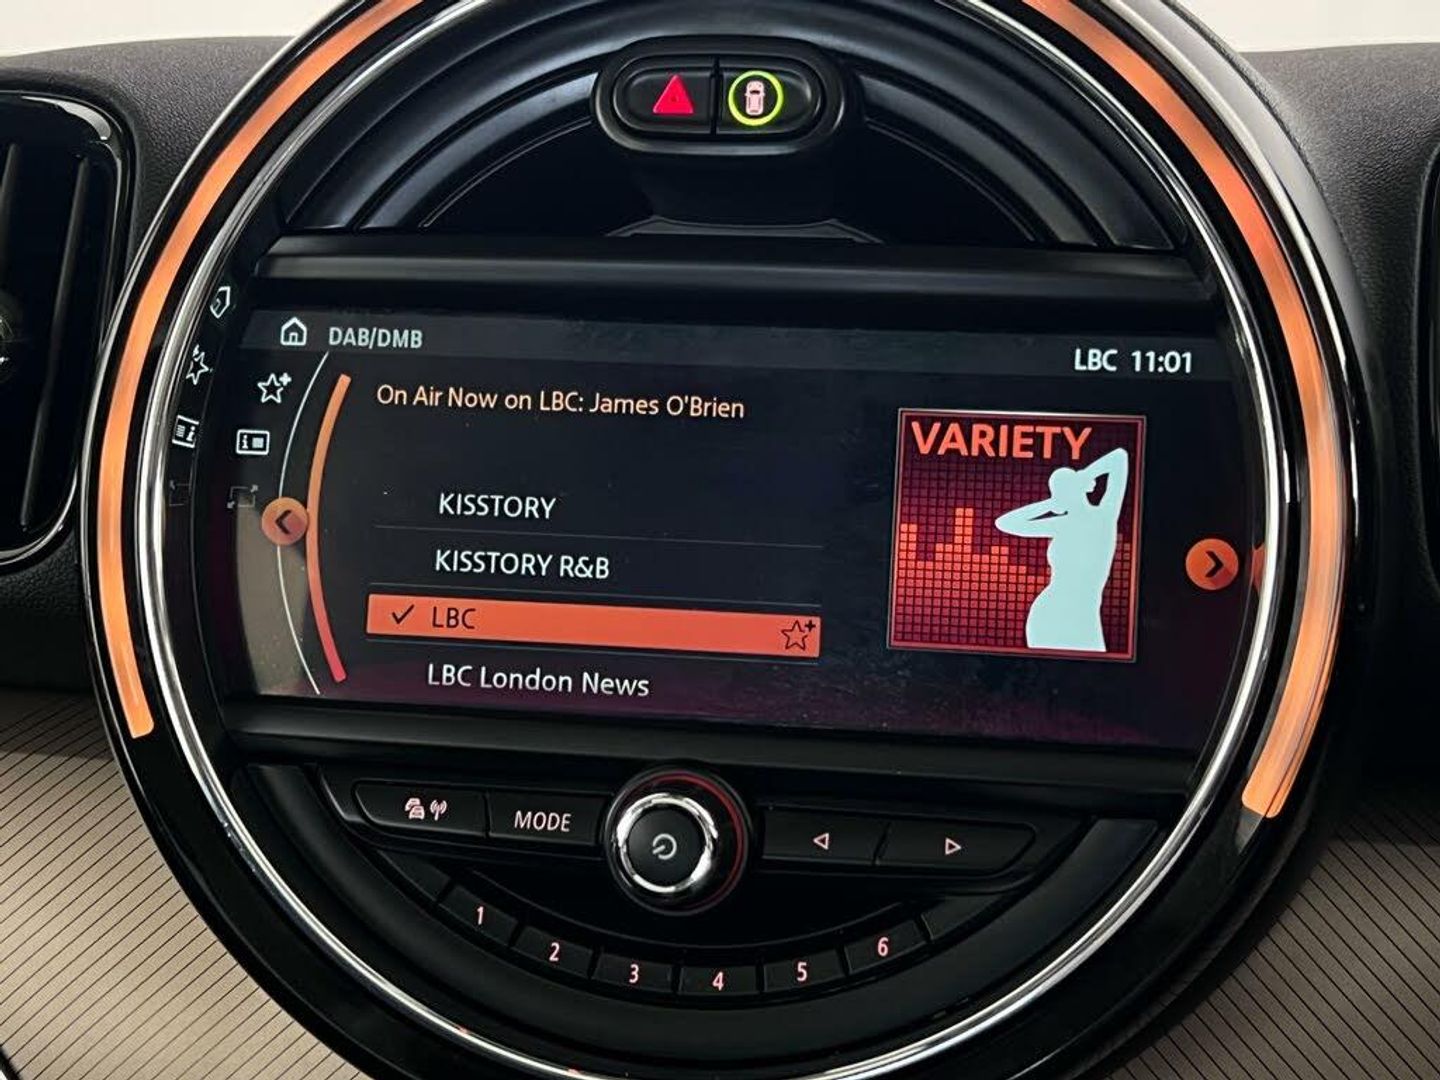 DAB/DMB
LBC 11:01
On Air Now on LBC: James O'Brien
VARIETY
KISSTORY
KISSTORY R&B
LBC
LBC London News
MODE
1
2
3
4
5
6